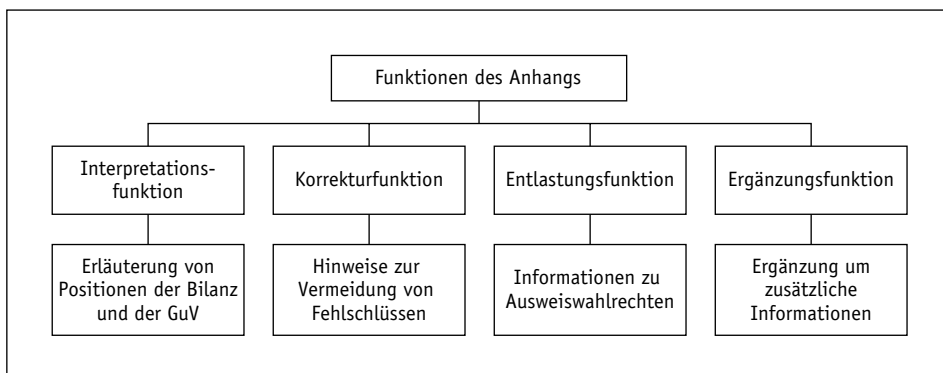 Funktionen des Anhangs
Interpretations-
funktion
Korrekturfunktion
Entlastungsfunktion
Ergänzungsfunktion
Erläuterung von
Positionen der Bilanz
und der GuV
Hinweise zur
Vermeidung von
Fehlschlüssen
Informationen zu
Ausweiswahlrechten
Ergänzung um
zusätzliche
Informationen